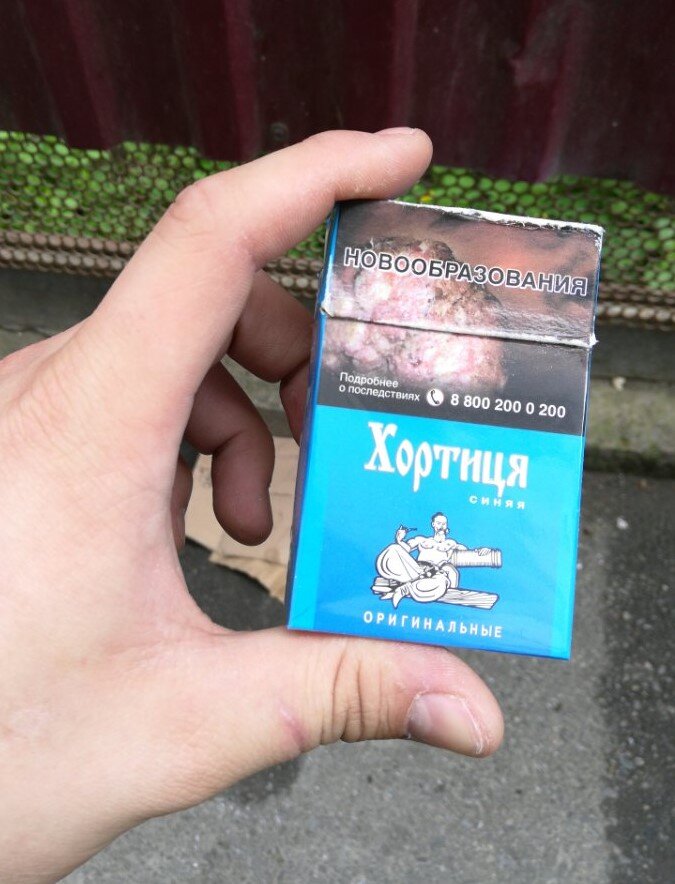 НОВООБРАЗОВАНИЯ
Подробнее
о последствиях 8 800 200 0 200
Хортиця
синяя
ОРИГИНАЛЬНЫЕ